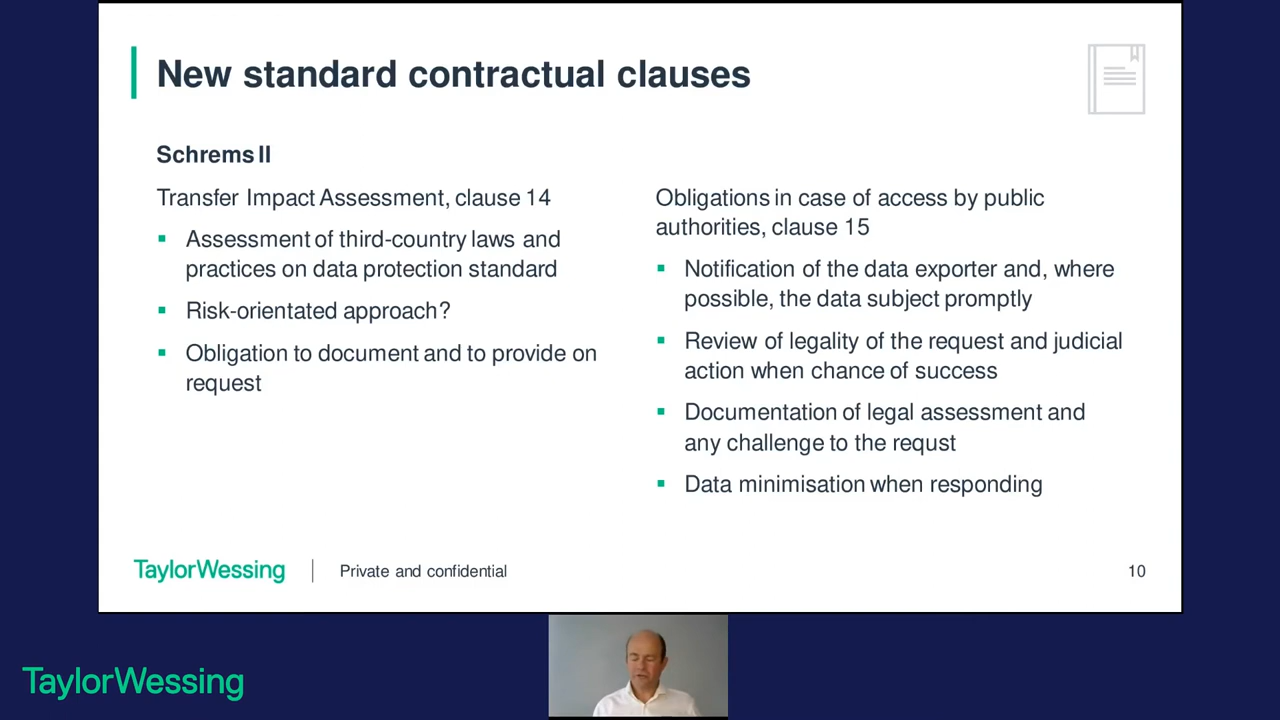 New standard contractual clauses
Schrems II
Transfer Impact Assessment, clause 14
Assessment of third-country laws and
practices on data protection standard
Risk-orientated approach?
Obligation to document and to provide on
request
Obligations in case of access by public
authorities, clause 15
Notification of the data exporter and, where
possible, the data subject promptly
Review of legality of the request and judicial
action when chance of success
Documentation of legal assessment and
any challenge to the requst
Data minimisation when responding
TaylorWessing | Private and confidential
10
TaylorWessing